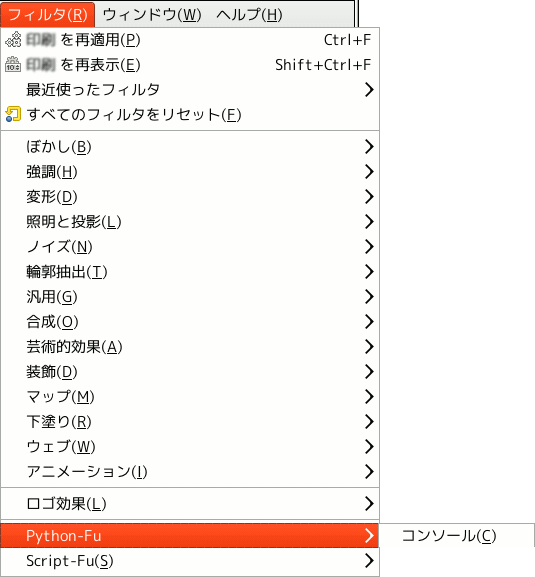 フィルタ(R) ウィンドウ(W) ヘルプ(H)
を再適用(P) Ctrl+F
を再表示(E) Shift+Ctrl+F
最近使ったフィルタ
すべてのフィルタをリセット(F)
ぼかし(B)
強調(H)
変形(D)
照明と投影(L)
ノイズ(N)
輪郭抽出(T)
汎用(G)
合成(O)
芸術的効果(A)
装飾(D)
マップ(M)
下塗り(R)
ウェブ(W)
アニメーション(I)
ロゴ効果(L)
Python-Fu コンソール(C)
Script-Fu(S)